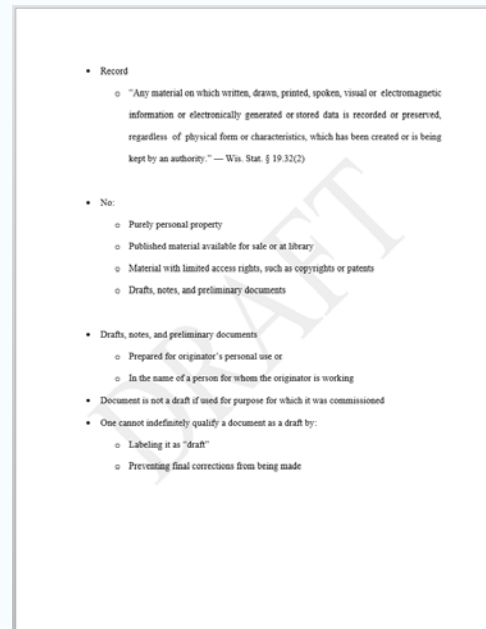 • Record
o "Any material on which written, drawn, printed, spoken, visual or electromagnetic
information or electronically generated or stored data is recorded or preserved,
regardless of physical form or characteristics, which has been created or is being
kept by an authority." — Wis. Stat. § 19.32(2)
• No:
o Purely personal property
o Published material available for sale or at library
o Material with limited access rights, such as copyrights or patents
o Drafts, notes, and preliminary documents
• Drafts, notes, and preliminary documents
o Prepared for originator's personal use or
o In the name of a person for whom the originator is working
• Document is not a draft if used for purpose for which it was commissioned
• One cannot indefinitely qualify a document as a draft by:
o Labeling it as "draft"
o Preventing final corrections from being made
DRAFT